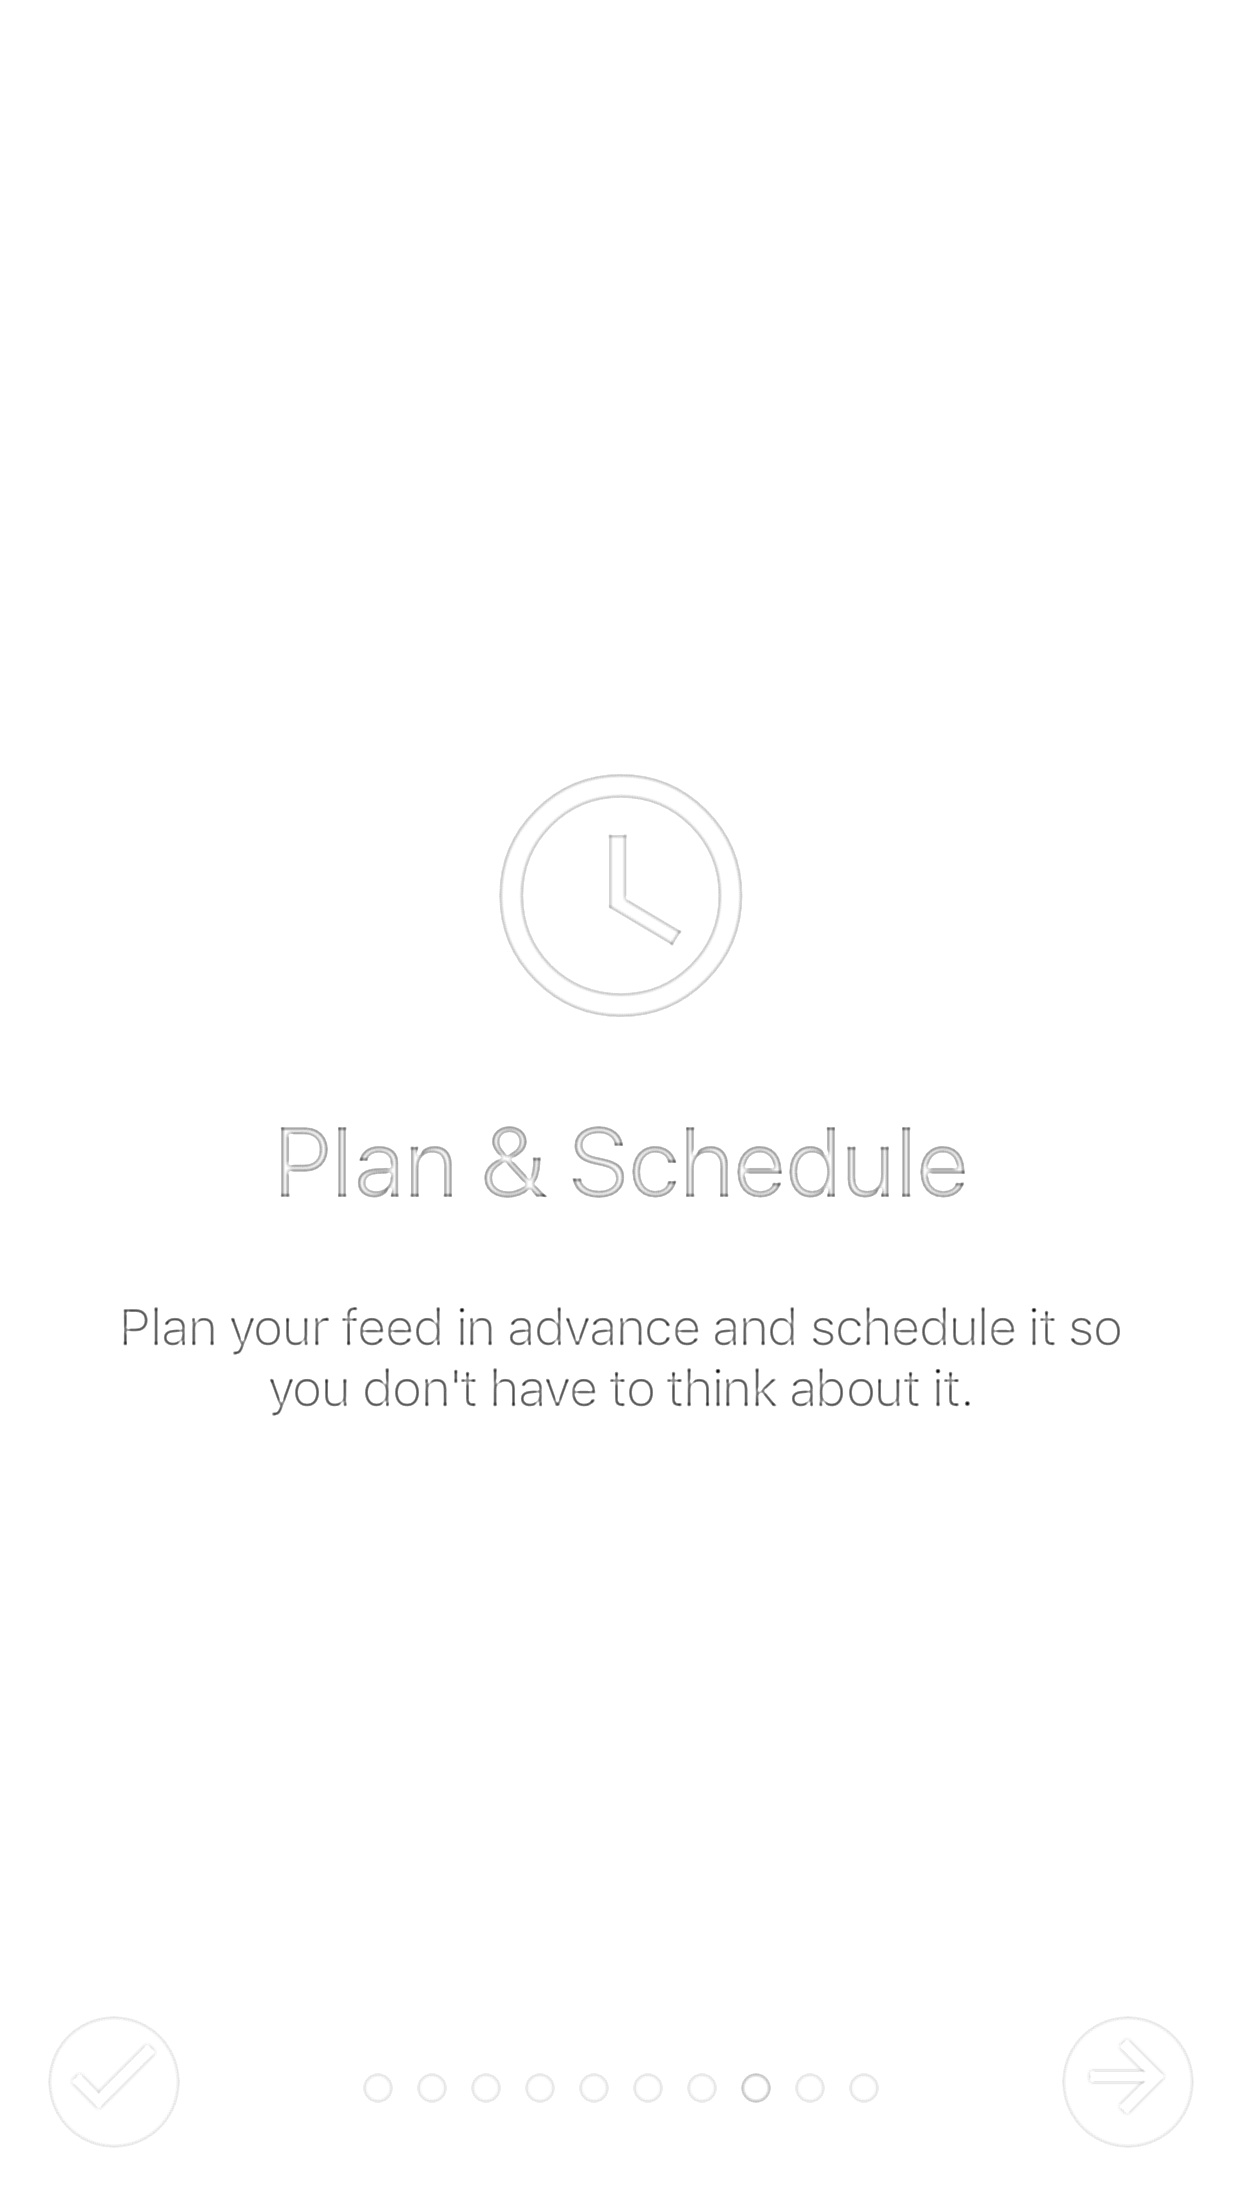 Plan & Schedule
Plan your feed in advance and schedule it so
you don't have to think about it.